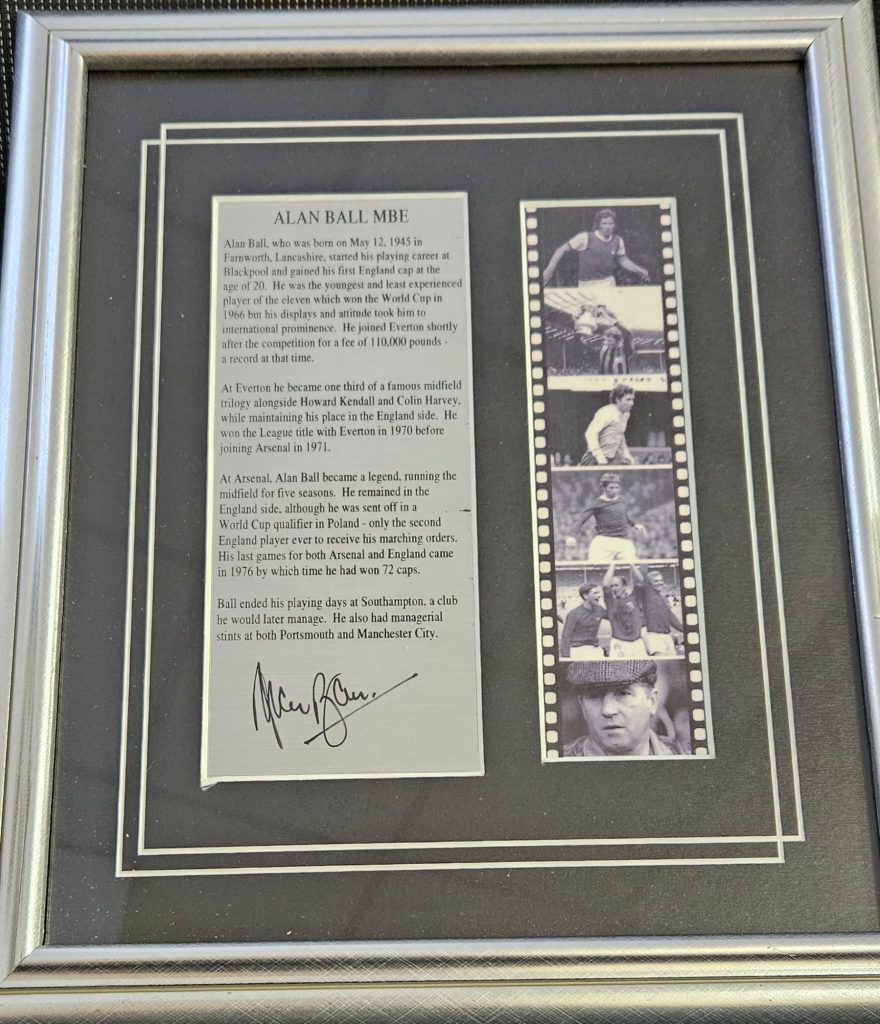 ALAN BALL MBE
Alan Ball, who was born on May 12, 1945 in
Farnworth, Lancashire, started his playing career at
Blackpool and gained his first England cap at the
age of 20. He was the youngest and least experienced
player of the eleven which won the World Cup in
1966 but his displays and attitude took him to
international prominence. He joined Everton shortly
after the competition for a fee of 110,000 pounds -
a record at that time.
At Everton he became one third of a famous midfield
trilogy alongside Howard Kendall and Colin Harvey,
while maintaining his place in the England side. He
won the League title with Everton in 1970 before
joining Arsenal in 1971.
At Arsenal, Alan Ball became a legend, running the
midfield for five seasons. He remained in the
England side, although he was sent off in a
World Cup qualifier in Poland - only the second
England player ever to receive his marching orders.
His last games for both Arsenal and England came
in 1976 by which time he had won 72 caps.
Ball ended his playing days at Southampton, a club
he would later manage. He also had managerial
stints at both Portsmouth and Manchester City.
Alan Ball